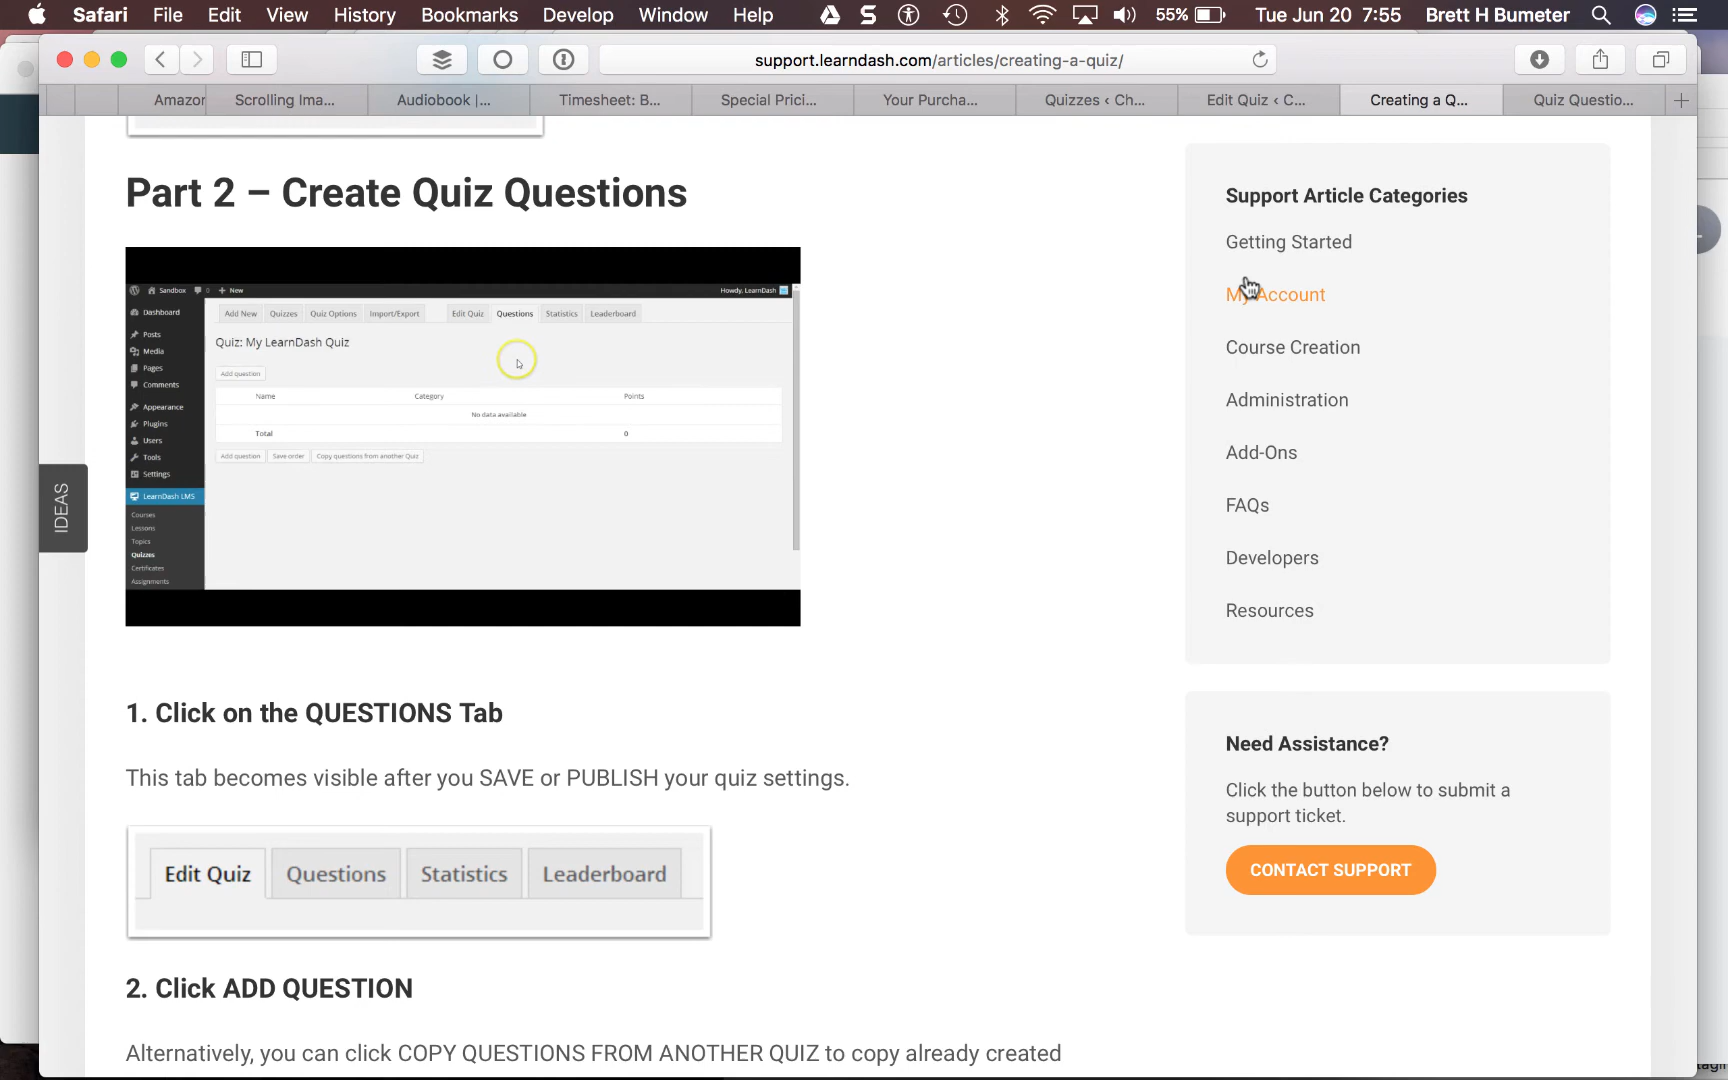 Safari File Edit View History Bookmarks Develop Window Help 55% Tue Jun 20 7:55 Brett H Bumeter
support.learndash.com/articles/creating-a-quiz/
Amazon Scrolling Ima... Audiobook |... Timesheet: B... Special Prici... Your Purcha... Quizzes ‹ Ch... Edit Quiz ‹ C... Creating a Q... Quiz Questio...
Part 2 – Create Quiz Questions
Sandbox 0 + New Howdy, LearnDash
Dashboard
Posts
Media
Pages
Comments
Appearance
Plugins
Users
Tools
Settings
LearnDash LMS
Courses
Lessons
Topics
Quizzes
Certificates
Assignments
Add New Quizzes Quiz Options Import/Export Edit Quiz Questions Statistics Leaderboard
Quiz: My LearnDash Quiz
Add question
Name Category Points
No data available
Total 0
Add question Save order Copy questions from another Quiz
IDEAS
1. Click on the QUESTIONS Tab
This tab becomes visible after you SAVE or PUBLISH your quiz settings.
Edit Quiz Questions Statistics Leaderboard
2. Click ADD QUESTION
Alternatively, you can click COPY QUESTIONS FROM ANOTHER QUIZ to copy already created
Support Article Categories
Getting Started
My Account
Course Creation
Administration
Add-Ons
FAQs
Developers
Resources
Need Assistance?
Click the button below to submit a
support ticket.
CONTACT SUPPORT